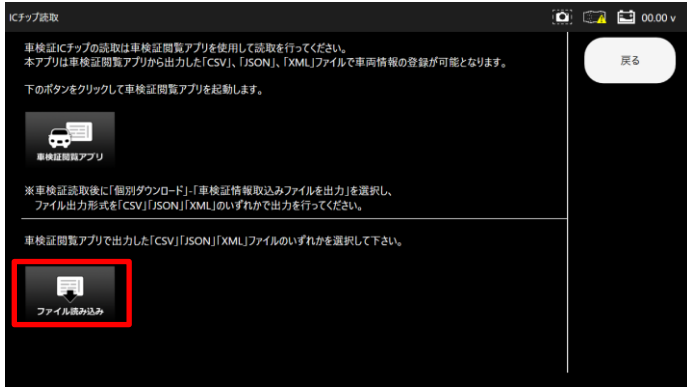 ICチップ読取
00.00 v
戻る
車検証ICチップの読取は車検証閲覧アプリを使用して読取を行ってください。
本アプリは車検証閲覧アプリから出力した「CSV」、「JSON」、「XML」ファイルで車両情報の登録が可能となります。
下のボタンをクリックして車検証閲覧アプリを起動します。
車検証閲覧アプリ
※車検証読取後に「個別ダウンロード」-「車検証情報取込みファイルを出力」を選択し、
ファイル出力形式を「CSV」「JSON」「XML」のいずれかで出力を行ってください。
車検証閲覧アプリで出力した「CSV」「JSON」「XML」ファイルのいずれかを選択して下さい。
ファイル読み込み